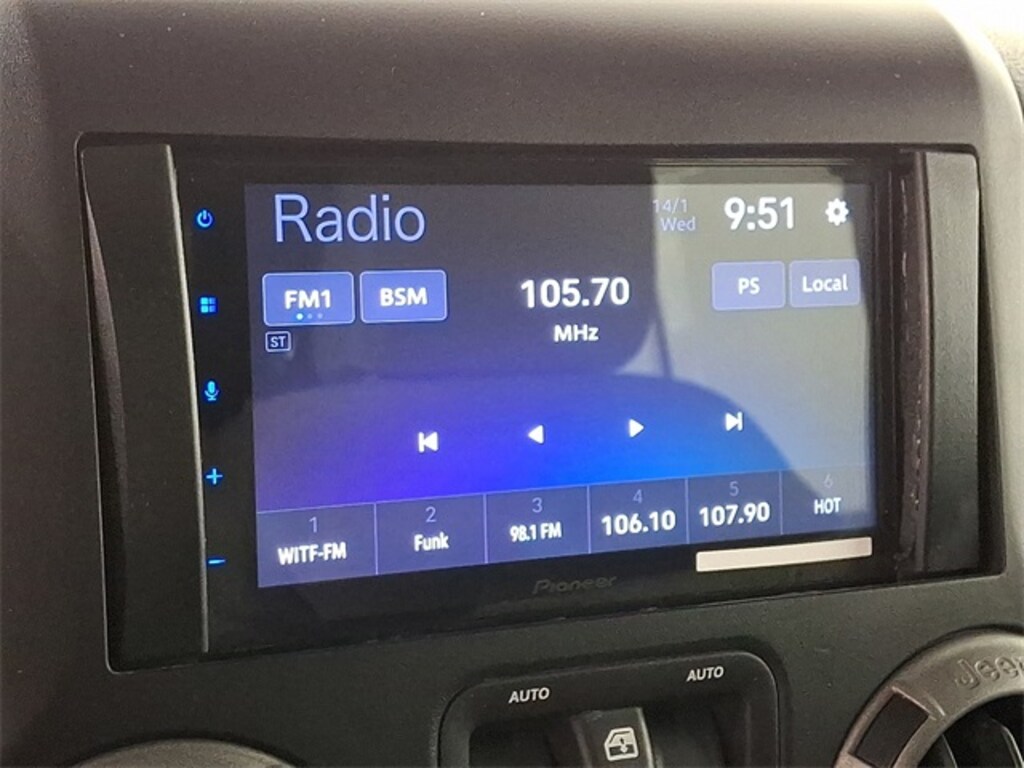 Radio
14/1
Wed
9:51
FM1
BSM
105.70
MHz
PS
Local
ST
1
WITF-FM
2
Funk
3
98.1 FM
4
106.10
5
107.90
6
HOT
Pioneer
AUTO
AUTO
Jeep